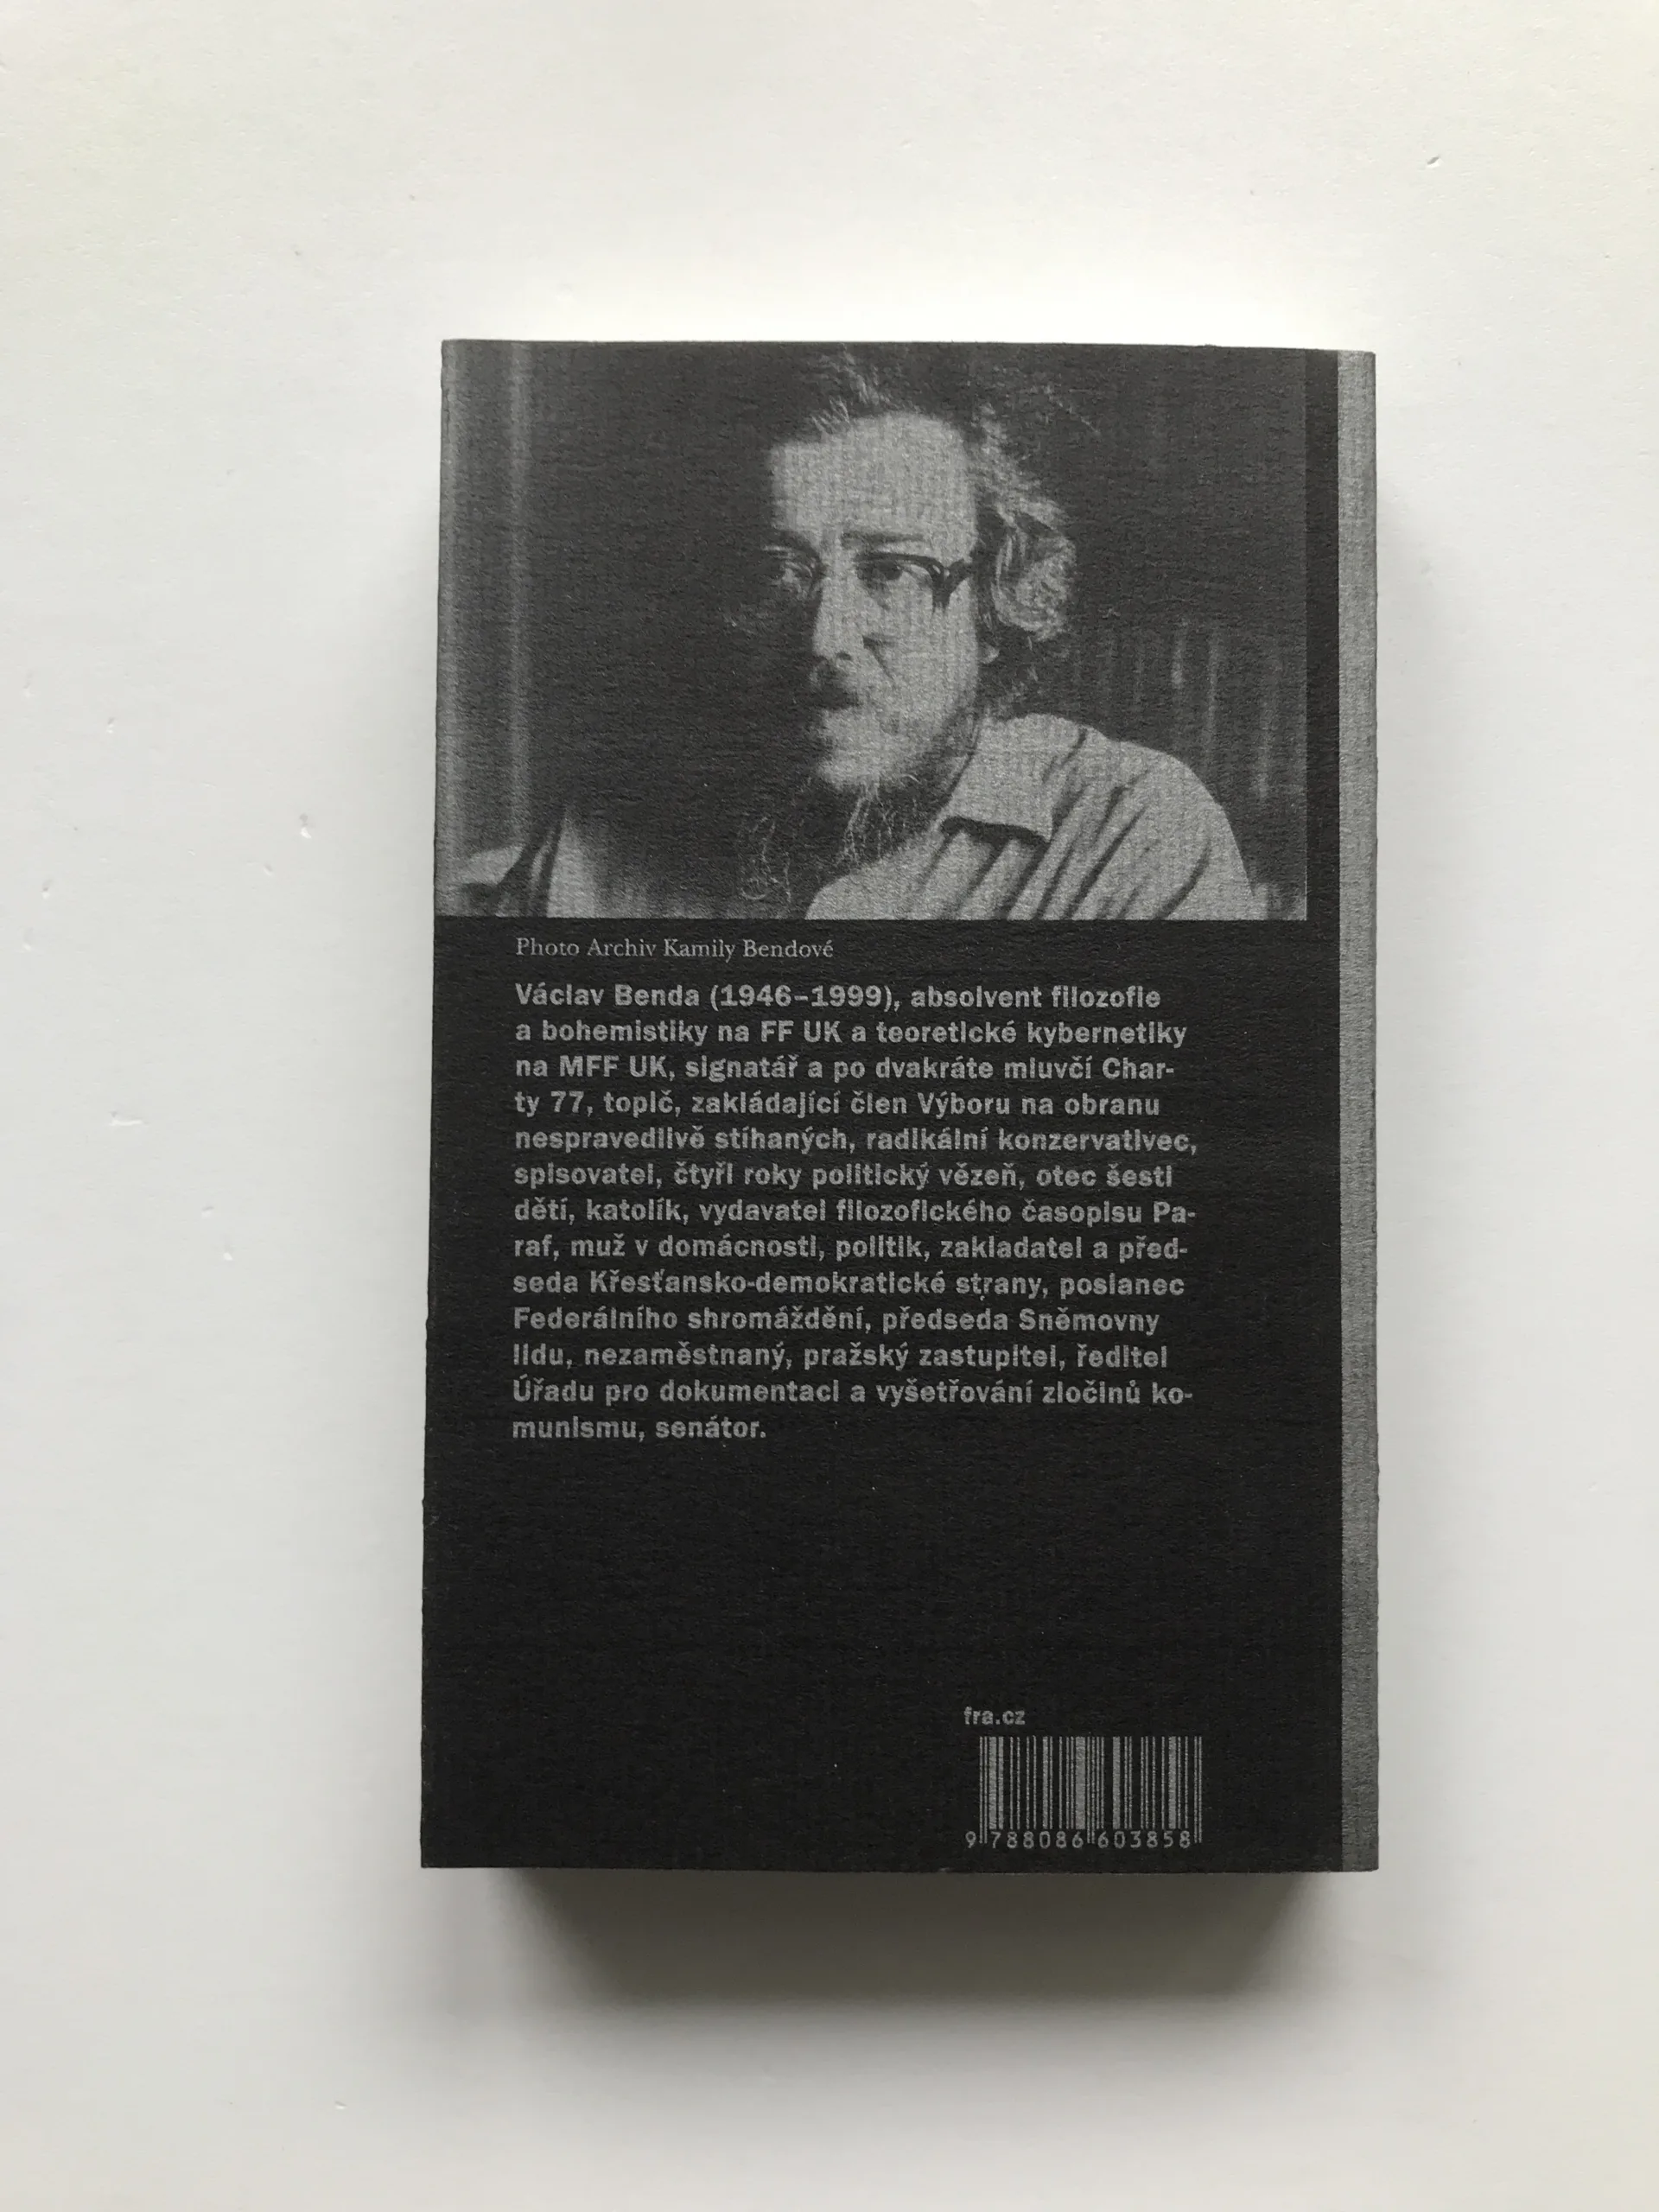 Photo Archiv Kamily Bendové
Václav Benda (1946–1999), absolvent filozofie
a bohemistiky na FF UK a teoretické kybernetiky
na MFF UK, signatář a po dvakráte mluvčí Char-
ty 77, topič, zakládající člen Výboru na obranu
nespravedlivě stíhaných, radikální konzervativec,
spisovatel, čtyři roky politický vězeň, otec šesti
dětí, katolík, vydavatel filozofického časopisu Pa-
raf, muž v domácnosti, politik, zakladatel a před-
seda Křesťansko-demokratické strany, poslanec
Federálního shromáždění, předseda Sněmovny
lidu, nezaměstnaný, pražský zastupitel, ředitel
Úřadu pro dokumentaci a vyšetřování zločinů ko-
munismu, senátor.
fra.cz
9 788086 603858